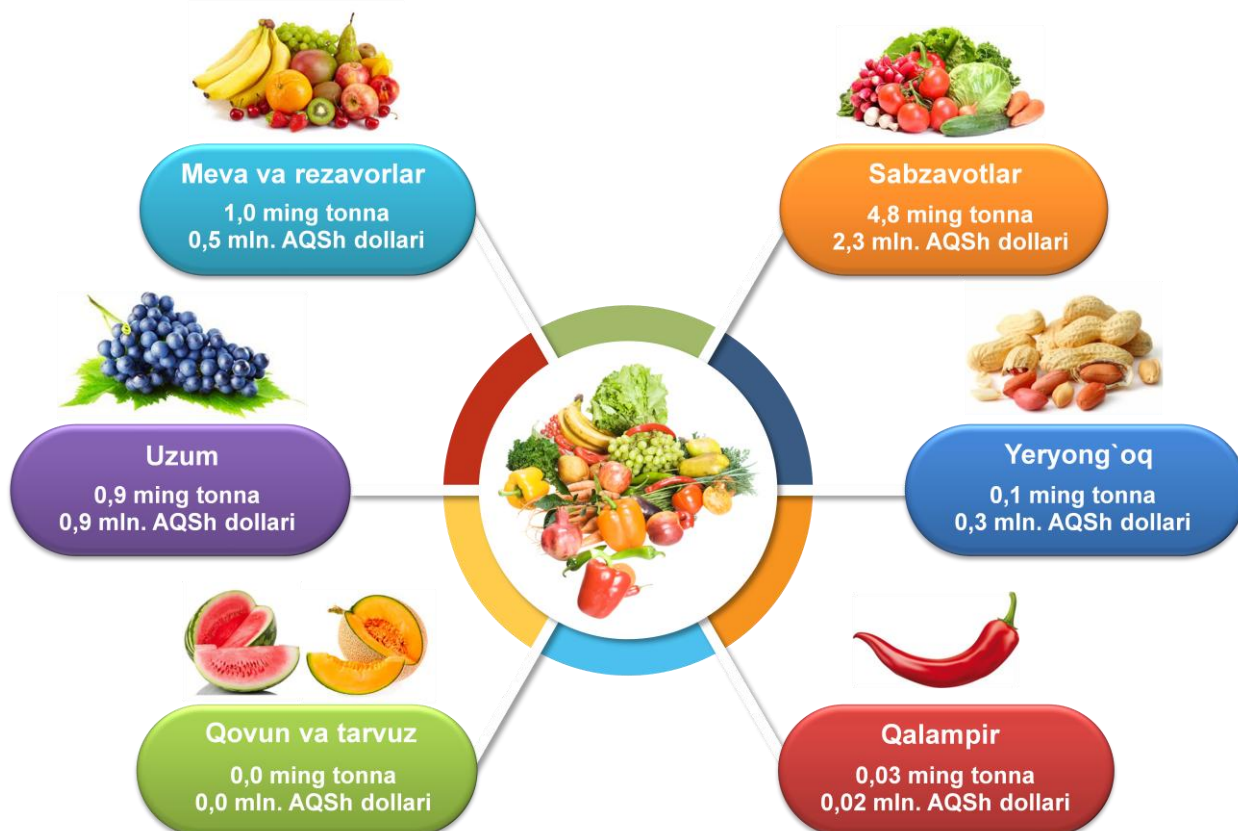 Meva va rezavorlar
1,0 ming tonna
0,5 mln. AQSh dollari
Sabzavotlar
4,8 ming tonna
2,3 mln. AQSh dollari
Uzum
0,9 ming tonna
0,9 mln. AQSh dollari
Yeryong`oq
0,1 ming tonna
0,3 mln. AQSh dollari
Qovun va tarvuz
0,0 ming tonna
0,0 mln. AQSh dollari
Qalampir
0,03 ming tonna
0,02 mln. AQSh dollari